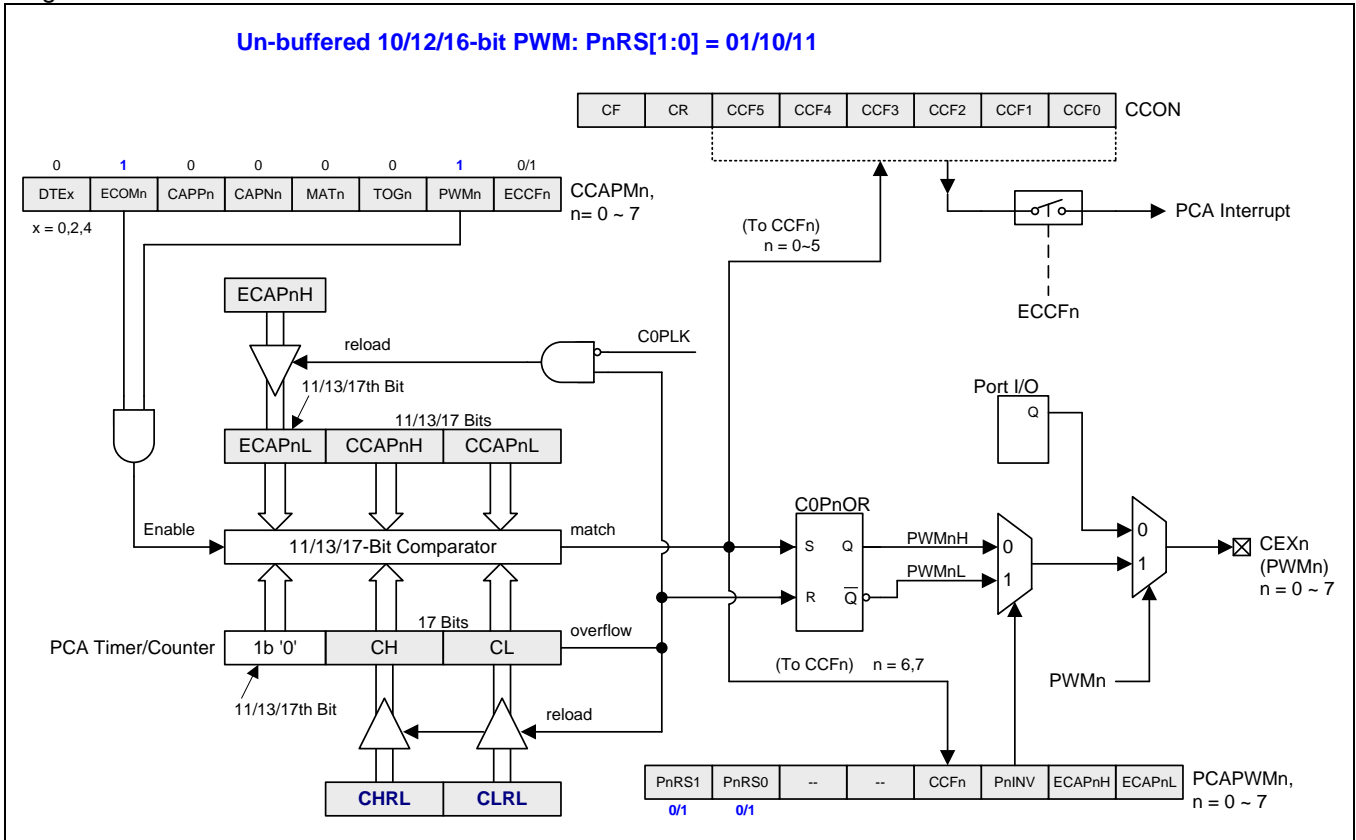 Un-buffered 10/12/16-bit PWM: PnRS[1:0] = 01/10/11
CF CR CCF5 CCF4 CCF3 CCF2 CCF1 CCF0 CCON
0 1 0 0 0 0 1 0/1
DTEx ECOMn CAPPn CAPNn MATn TOGn PWMn ECCFn CCAPMn,
n= 0 ~ 7
x = 0,2,4
PCA Interrupt
(To CCFn)
n = 0~5
ECCFn
ECAPnH
reload
C0PLK
11/13/17th Bit
Port I/O
Q
11/13/17 Bits
ECAPnL CCAPnH CCAPnL
Enable
11/13/17-Bit Comparator
match
C0PnOR
S Q
R Q
PWMnH
PWMnL
0
1
0
1
CEXn
(PWMn)
n = 0 ~ 7
17 Bits
PCA Timer/Counter 1b '0' CH CL
overflow
11/13/17th Bit
reload
(To CCFn) n = 6,7
PWMn
CHRL CLRL
PnRS1 PnRS0 -- -- CCFn PnINV ECAPnH ECAPnL PCAPWMn,
n = 0 ~ 7
0/1 0/1